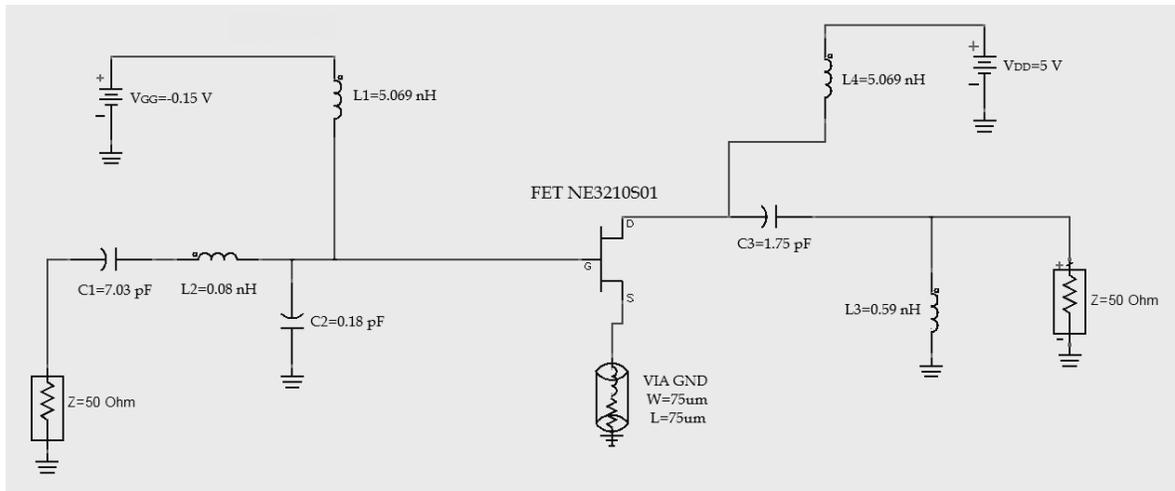 VGG=-0.15 V
L1=5.069 nH
L4=5.069 nH
VDD=5 V
FET NE3210S01
D
G
S
C1=7.03 pF
L2=0.08 nH
C2=0.18 pF
C3=1.75 pF
L3=0.59 nH
Z=50 Ohm
Z=50 Ohm
VIA GND
W=75um
L=75um